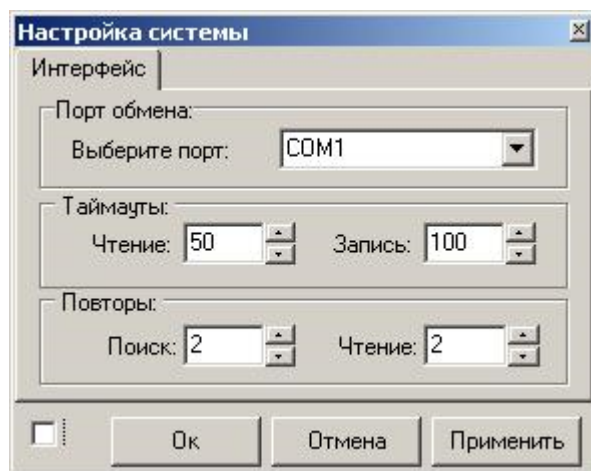 Настройка системы
Интерфейс
Порт обмена:
Выберите порт: COM1
Таймауты:
Чтение: 50 Запись: 100
Повторы:
Поиск: 2 Чтение: 2
Ок Отмена Применить